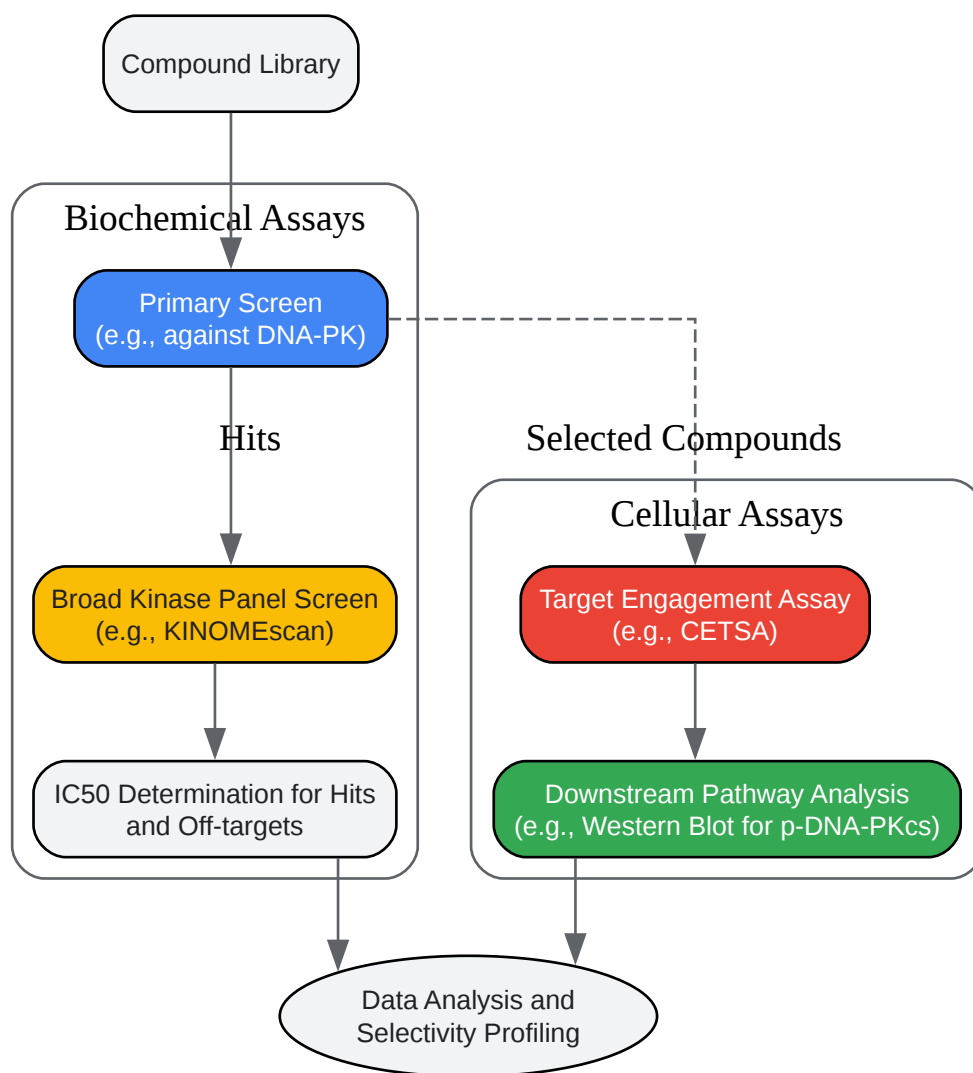 Compound Library
Biochemical Assays
Primary Screen
(e.g., against DNA-PK)
Hits
Selected Compounds
Cellular Assays
Broad Kinase Panel Screen
(e.g., KINOMEscan)
Target Engagement Assay
(e.g., CETSA)
IC50 Determination for Hits
and Off-targets
Downstream Pathway Analysis
(e.g., Western Blot for p-DNA-PKcs)
Data Analysis and
Selectivity Profiling